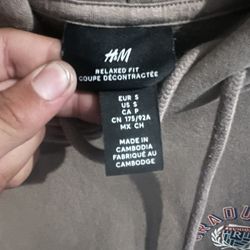 H&M
RELAXED FIT
COUPE DÉCONTRACTÉE
EUR S
US S
CA P
CN 175/92A
MX CH
MADE IN
CAMBODIA
FABRIQUÉ AU
CAMBODGE